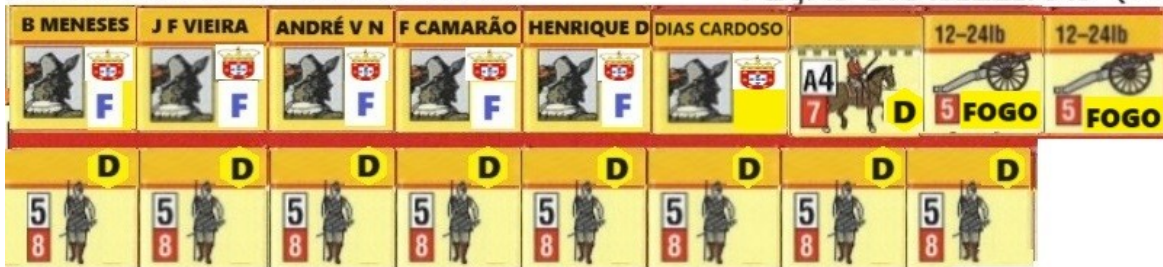 B MENESES J F VIEIRA ANDRÉ V N F CAMARÃO HENRIQUE D DIAS CARDOSO 12–24lb 12–24lb
F F F F F A4 7 D 5 FOGO 5 FOGO
D D D D D D D D
5 5 5 5 5 5 5 5
8 8 8 8 8 8 8 8